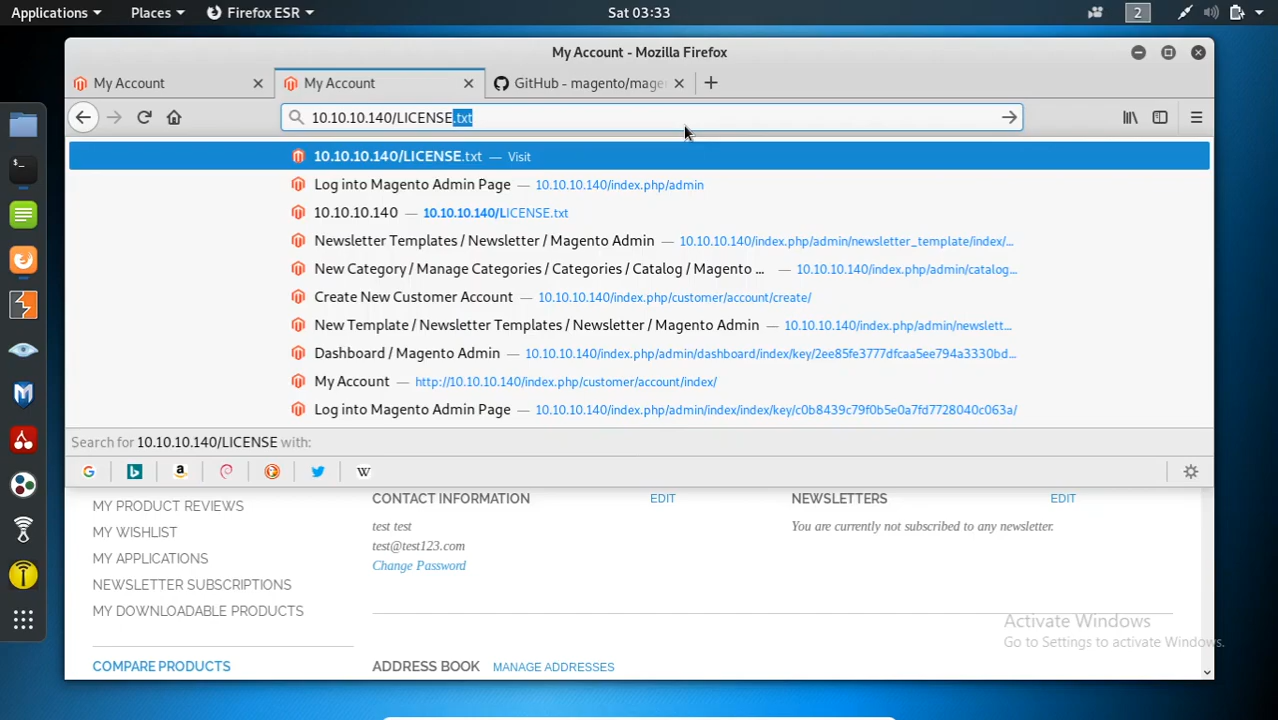 Applications Places Firefox ESR Sat 03:33 2
My Account - Mozilla Firefox
My Account My Account GitHub - magento/mage
10.10.10.140/LICENSE.txt
10.10.10.140/LICENSE.txt — Visit
Log into Magento Admin Page — 10.10.10.140/index.php/admin
10.10.10.140 — 10.10.10.140/LICENSE.txt
Newsletter Templates / Newsletter / Magento Admin — 10.10.10.140/index.php/admin/newsletter_template/index/...
New Category / Manage Categories / Categories / Catalog / Magento ... — 10.10.10.140/index.php/admin/catalog...
Create New Customer Account — 10.10.10.140/index.php/customer/account/create/
New Template / Newsletter Templates / Newsletter / Magento Admin — 10.10.10.140/index.php/admin/newslett...
Dashboard / Magento Admin — 10.10.10.140/index.php/admin/dashboard/index/key/2ee85fe3777dfcaa5ee794a3330bd...
My Account — http://10.10.10.140/index.php/customer/account/index/
Log into Magento Admin Page — 10.10.10.140/index.php/admin/index/index/key/c0b8439c79f0b5e0a7fd7728040c063a/
Search for 10.10.10.140/LICENSE with:
CONTACT INFORMATION EDIT NEWSLETTERS EDIT
MY PRODUCT REVIEWS
test test You are currently not subscribed to any newsletter.
MY WISHLIST
test@test123.com
MY APPLICATIONS
Change Password
NEWSLETTER SUBSCRIPTIONS
MY DOWNLOADABLE PRODUCTS
Activate Windows
Go to Settings to activate Windows.
COMPARE PRODUCTS ADDRESS BOOK MANAGE ADDRESSES